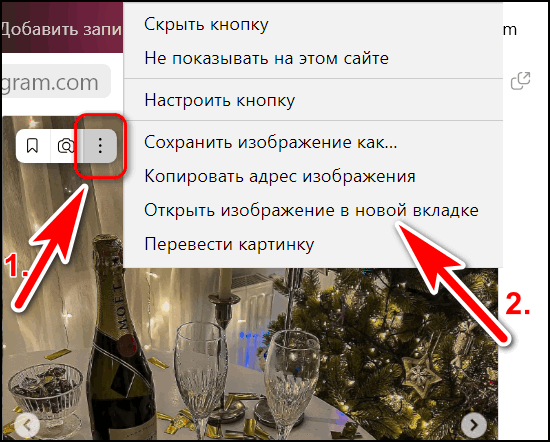 Добавить запи
m
gram.com
Скрыть кнопку
Не показывать на этом сайте
Настроить кнопку
Сохранить изображение как...
Копировать адрес изображения
Открыть изображение в новой вкладке
Перевести картинку
1.
2.
MOËT